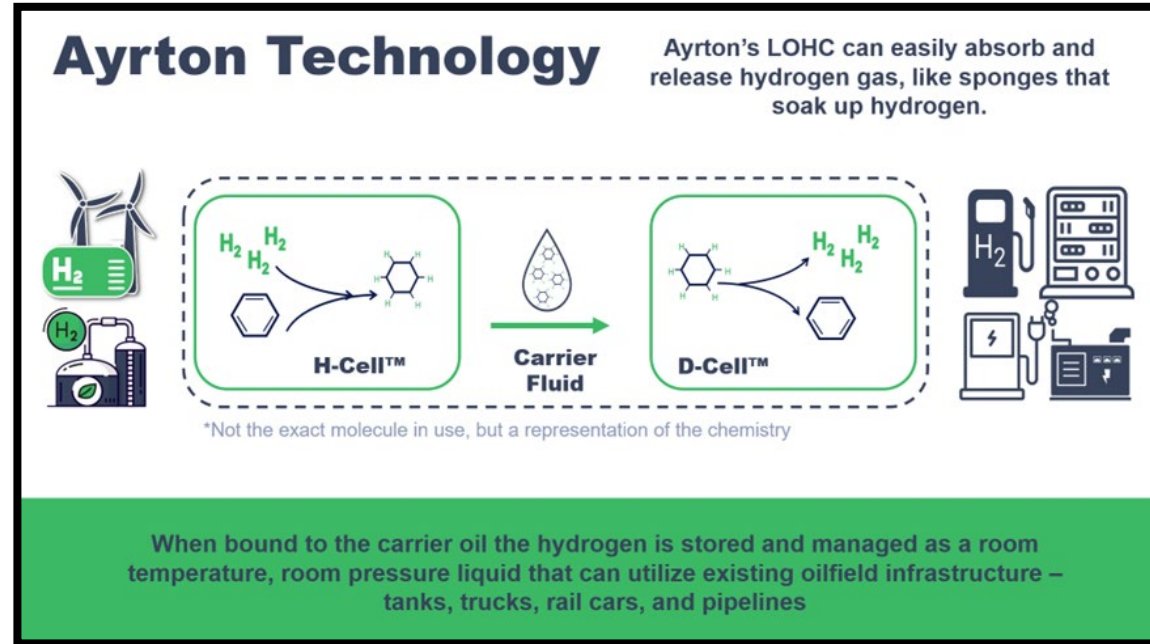 Ayrton Technology
Ayrton's LOHC can easily absorb and
release hydrogen gas, like sponges that
soak up hydrogen.
H₂
H₂
H₂ H₂
H₂
H H
H H
H H
H-Cell™
Carrier
Fluid
H H
H H
H H
H₂ H₂
H₂
D-Cell™
H₂
*Not the exact molecule in use, but a representation of the chemistry
When bound to the carrier oil the hydrogen is stored and managed as a room
temperature, room pressure liquid that can utilize existing oilfield infrastructure –
tanks, trucks, rail cars, and pipelines